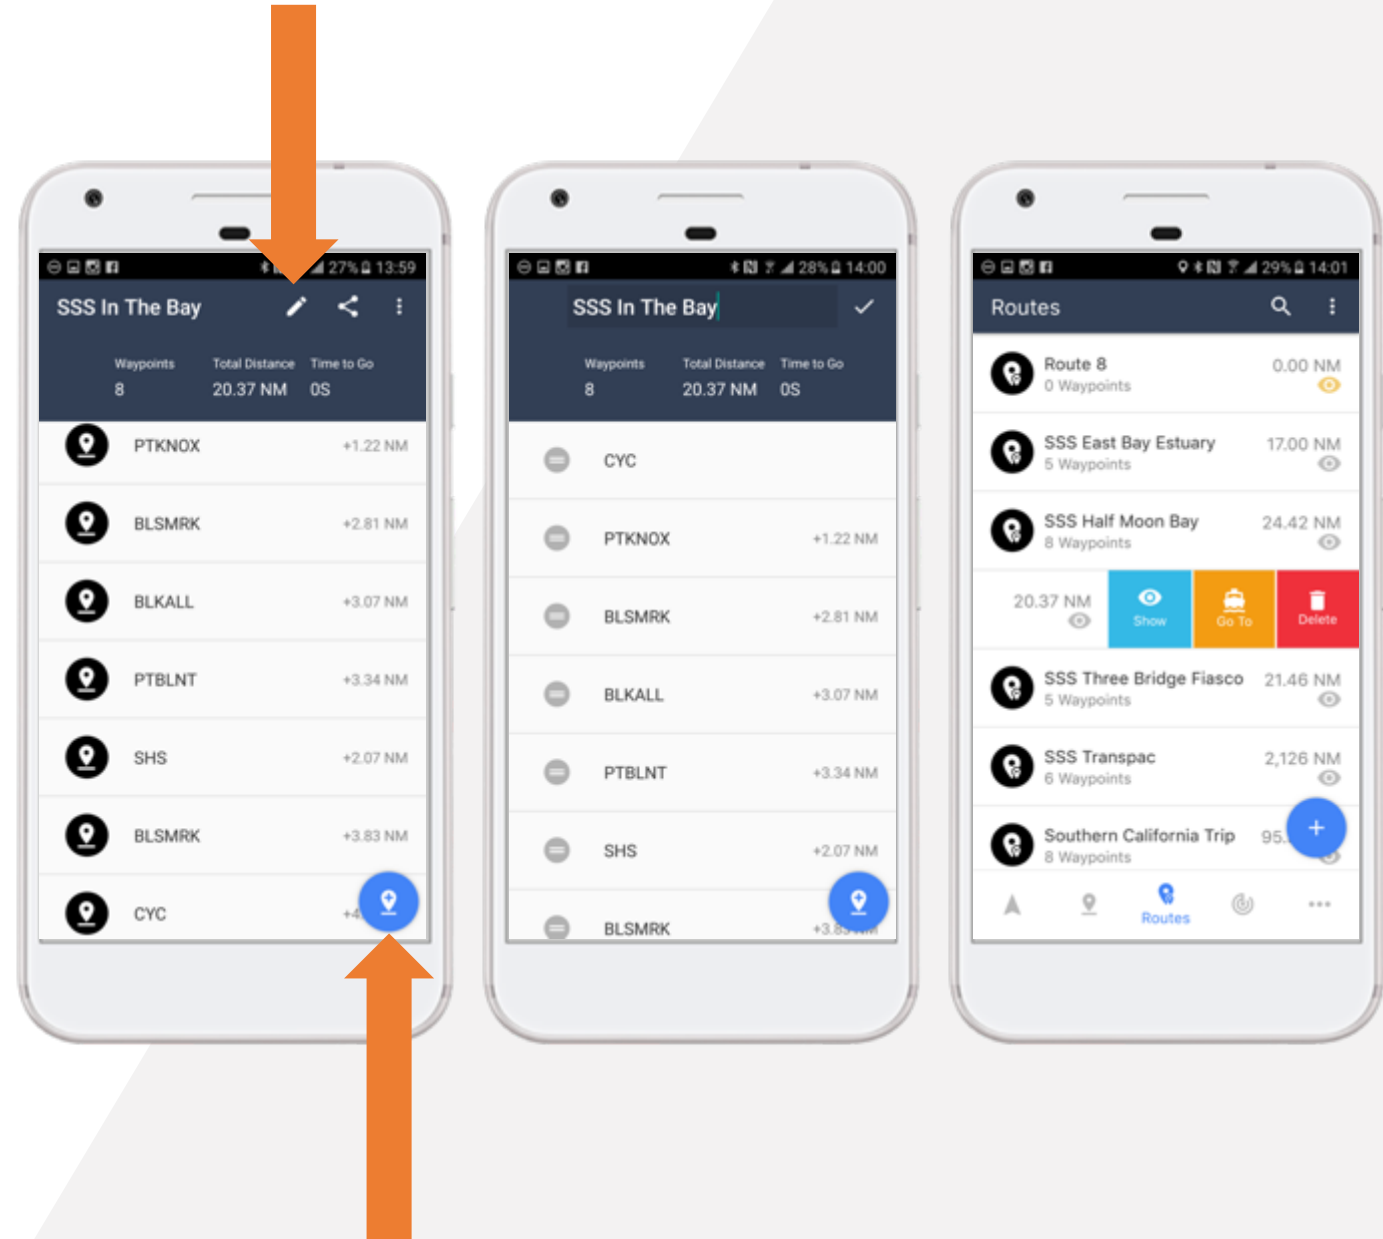 27% 13:59
SSS In The Bay
Waypoints Total Distance Time to Go
8 20.37 NM 0S
PTKNOX +1.22 NM
BLSMRK +2.81 NM
BLKALL +3.07 NM
PTBLNT +3.34 NM
SHS +2.07 NM
BLSMRK +3.83 NM
CYC
28% 14:00
SSS In The Bay
Waypoints Total Distance Time to Go
8 20.37 NM 0S
CYC
PTKNOX +1.22 NM
BLSMRK +2.81 NM
BLKALL +3.07 NM
PTBLNT +3.34 NM
SHS +2.07 NM
BLSMRK +3.83 NM
29% 14:01
Routes
Route 8 0.00 NM
0 Waypoints
SSS East Bay Estuary 17.00 NM
5 Waypoints
SSS Half Moon Bay 24.42 NM
8 Waypoints
20.37 NM
Show Go To Delete
SSS Three Bridge Fiasco 21.46 NM
5 Waypoints
SSS Transpac 2,126 NM
6 Waypoints
Southern California Trip 95.
8 Waypoints
Routes